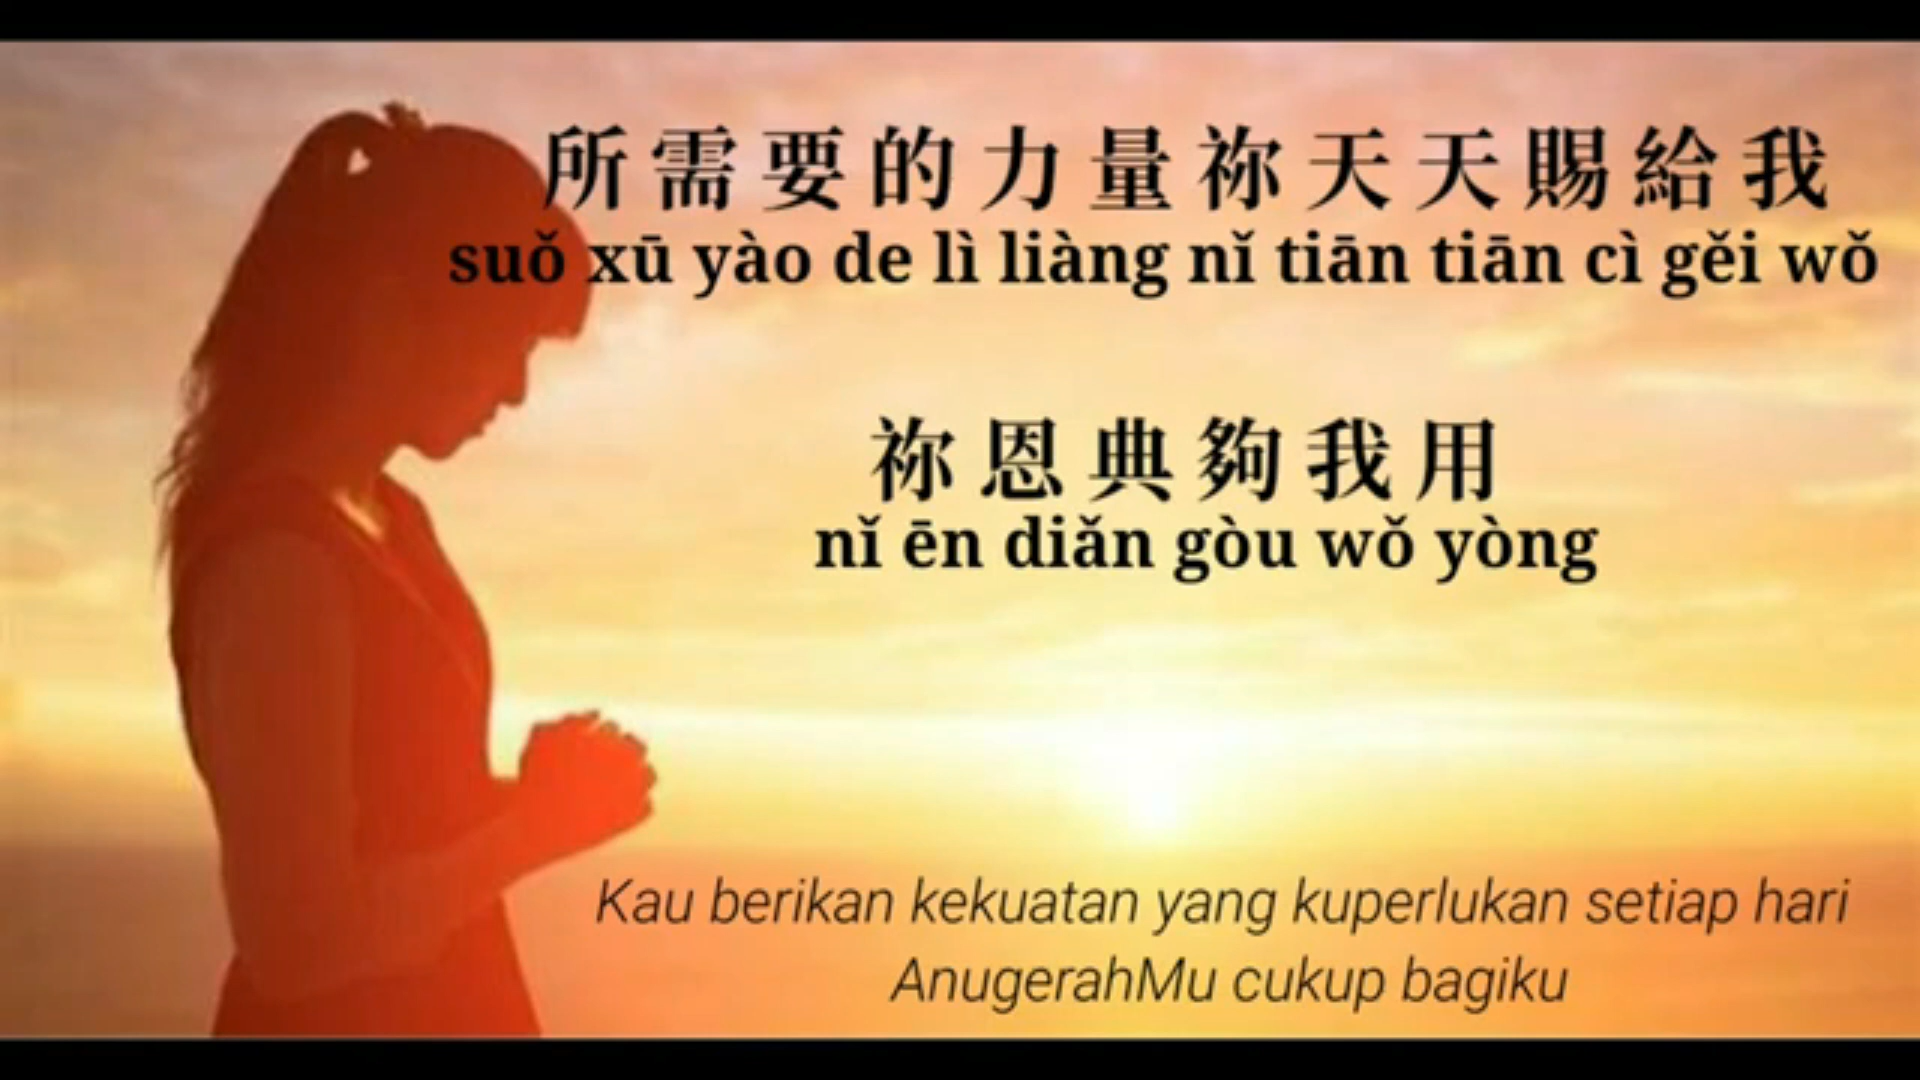 所需要的力量祢天天賜給我
suǒ xū yào de lì liàng nǐ tiān tiān cì gěi wǒ
祢恩典夠我用
nǐ ēn diǎn gòu wǒ yòng
Kau berikan kekuatan yang kuperlukan setiap hari
AnugerahMu cukup bagiku